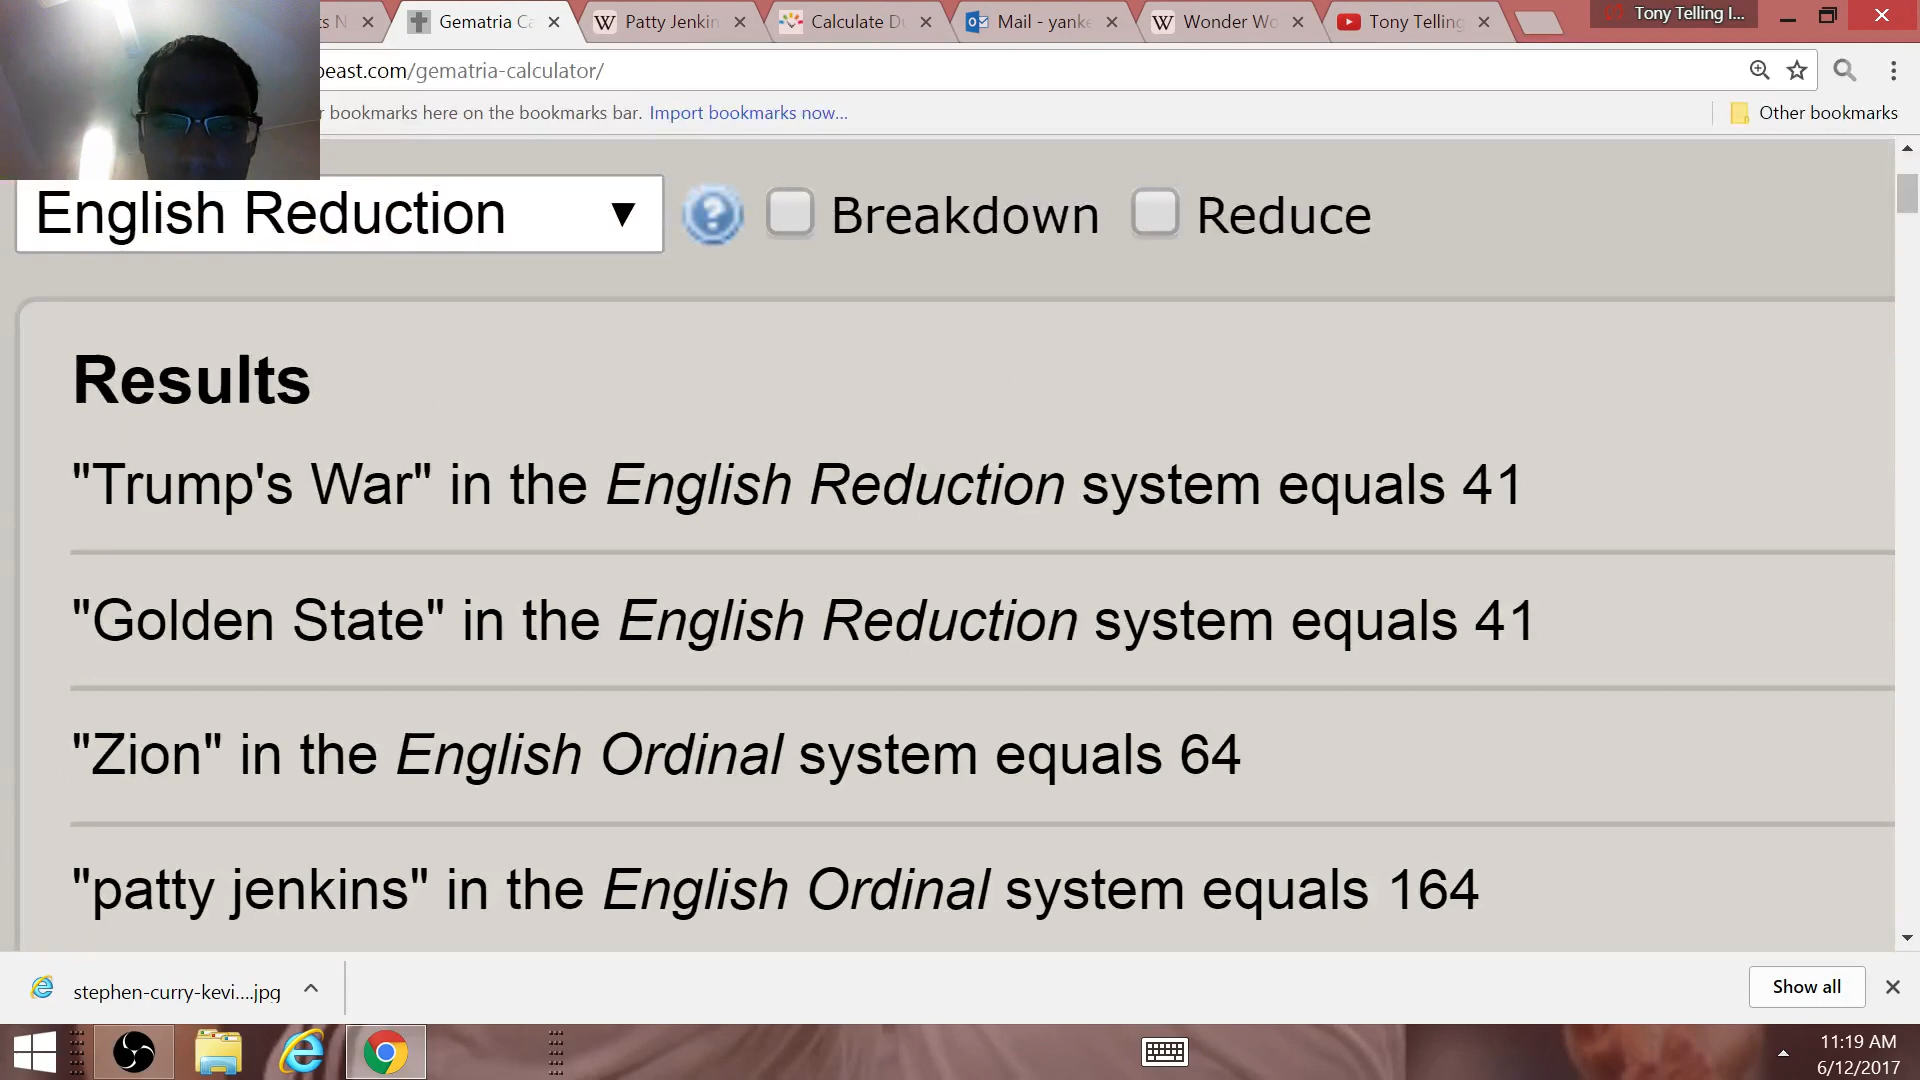 ts N
Gematria Ca
Patty Jenkin
Calculate Du
Mail - yanke
Wonder Wo
Tony Telling
Tony Telling I...
beast.com/gematria-calculator/
r bookmarks here on the bookmarks bar. Import bookmarks now...
Other bookmarks
English Reduction
Breakdown
Reduce
Results
"Trump's War" in the English Reduction system equals 41
"Golden State" in the English Reduction system equals 41
"Zion" in the English Ordinal system equals 64
"patty jenkins" in the English Ordinal system equals 164
stephen-curry-kevi....jpg
Show all
11:19 AM
6/12/2017